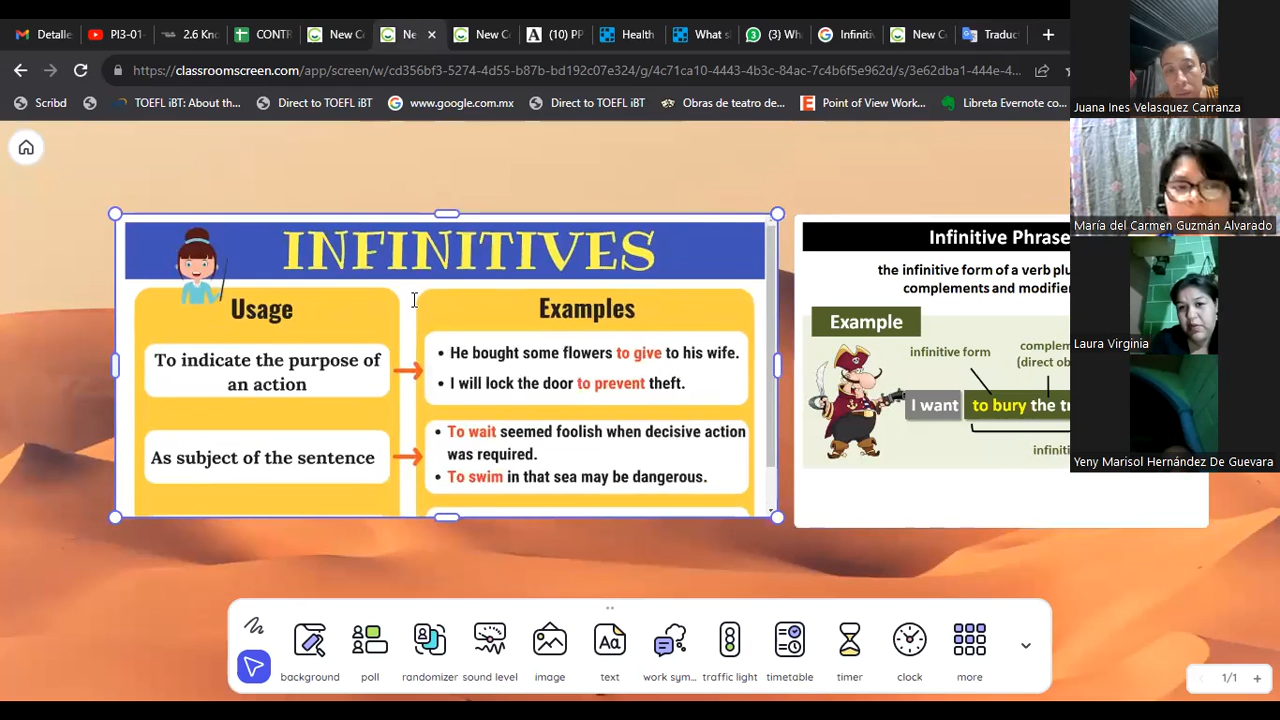 Detalle
PI3-01-
2.6 Kno
CONTR
New C
Ne
New C
(10) PP
Health
What s
(3) Wh
Infiniti
New C
Traduc
https://classroomscreen.com/app/screen/w/cd356bf3-5274-4d55-b87b-bd192c07e324/g/4c71ca10-4443-4b3c-84ac-7c4b6f5e962d/s/3e62dba1-444e-4...
Scribd
TOEFL iBT: About th...
Direct to TOEFL iBT
www.google.com.mx
Direct to TOEFL iBT
Obras de teatro de...
Point of View Work...
Libreta Evernote co...
Juana Ines Velasquez Carranza
María del Carmen Guzmán Alvarado
Laura Virginia
Yeny Marisol Hernández De Guevara
INFINITIVES
Usage
Examples
To indicate the purpose of
an action
• He bought some flowers to give to his wife.
• I will lock the door to prevent theft.
As subject of the sentence
• To wait seemed foolish when decisive action
was required.
• To swim in that sea may be dangerous.
Infinitive Phrase
the infinitive form of a verb plu
complements and modifie
Example
infinitive form
complem
(direct ob
I want to bury the tr
infiniti
Aa
background
poll
randomizer
sound level
image
text
work sym...
traffic light
timetable
timer
clock
more
1/1